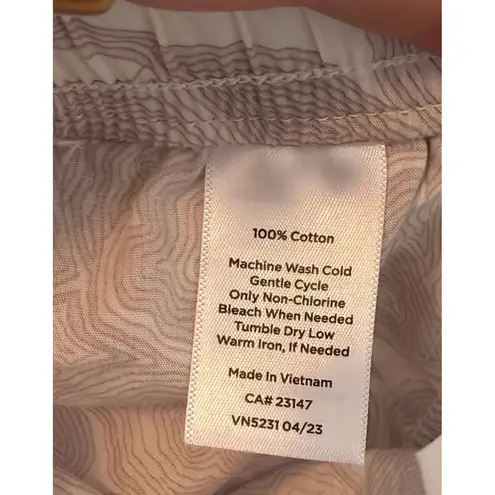 100% Cotton
Machine Wash Cold
Gentle Cycle
Only Non-Chlorine
Bleach When Needed
Tumble Dry Low
Warm Iron, If Needed
Made In Vietnam
CA# 23147
VN5231 04/23